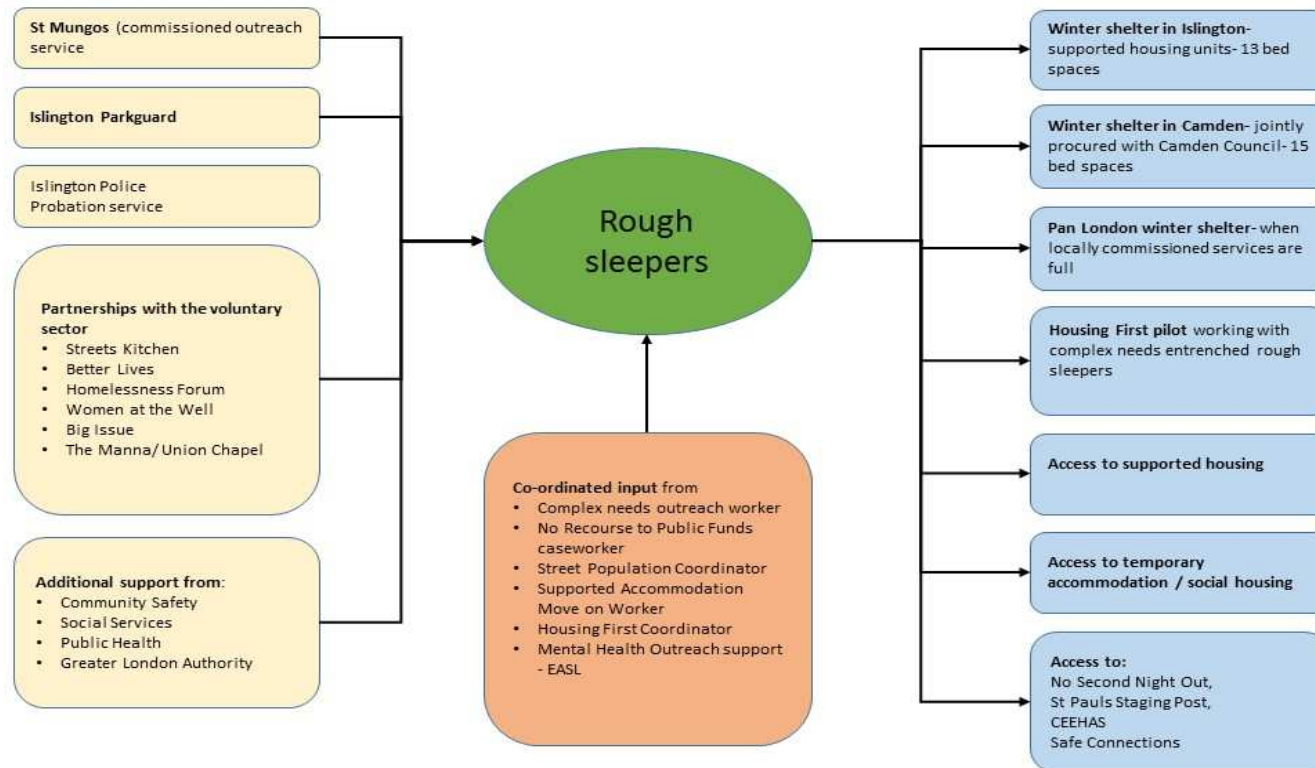 St Mungos (commissioned outreach
service
Islington Parkguard
Islington Police
Probation service
Partnerships with the voluntary
sector
• Streets Kitchen
• Better Lives
• Homelessness Forum
• Women at the Well
• Big Issue
• The Manna/ Union Chapel
Additional support from:
• Community Safety
• Social Services
• Public Health
• Greater London Authority
Rough
sleepers
Co-ordinated input from
• Complex needs outreach worker
• No Recourse to Public Funds
caseworker
• Street Population Coordinator
• Supported Accommodation
Move on Worker
• Housing First Coordinator
• Mental Health Outreach support
- EASL
Winter shelter in Islington-
supported housing units- 13 bed
spaces
Winter shelter in Camden- jointly
procured with Camden Council- 15
bed spaces
Pan London winter shelter- when
locally commissioned services are
full
Housing First pilot working with
complex needs entrenched rough
sleepers
Access to supported housing
Access to temporary
accommodation / social housing
Access to:
No Second Night Out,
St Pauls Staging Post,
CEEHAS
Safe Connections